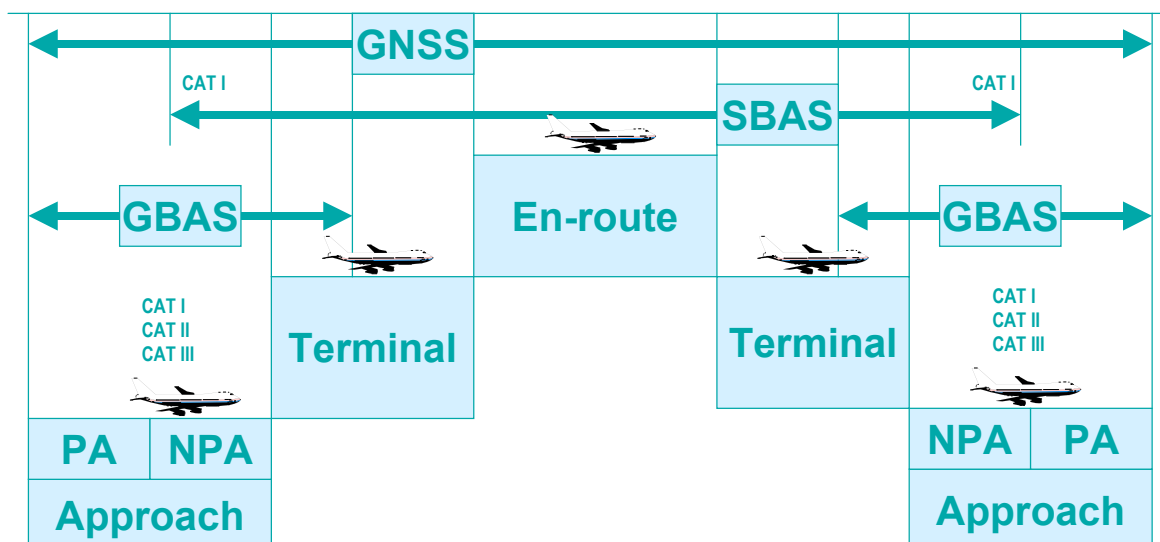 GNSS
CAT I
CAT I
SBAS
GBAS
En-route
GBAS
CAT I
CAT II
CAT III
Terminal
Terminal
CAT I
CAT II
CAT III
PA
NPA
NPA
PA
Approach
Approach